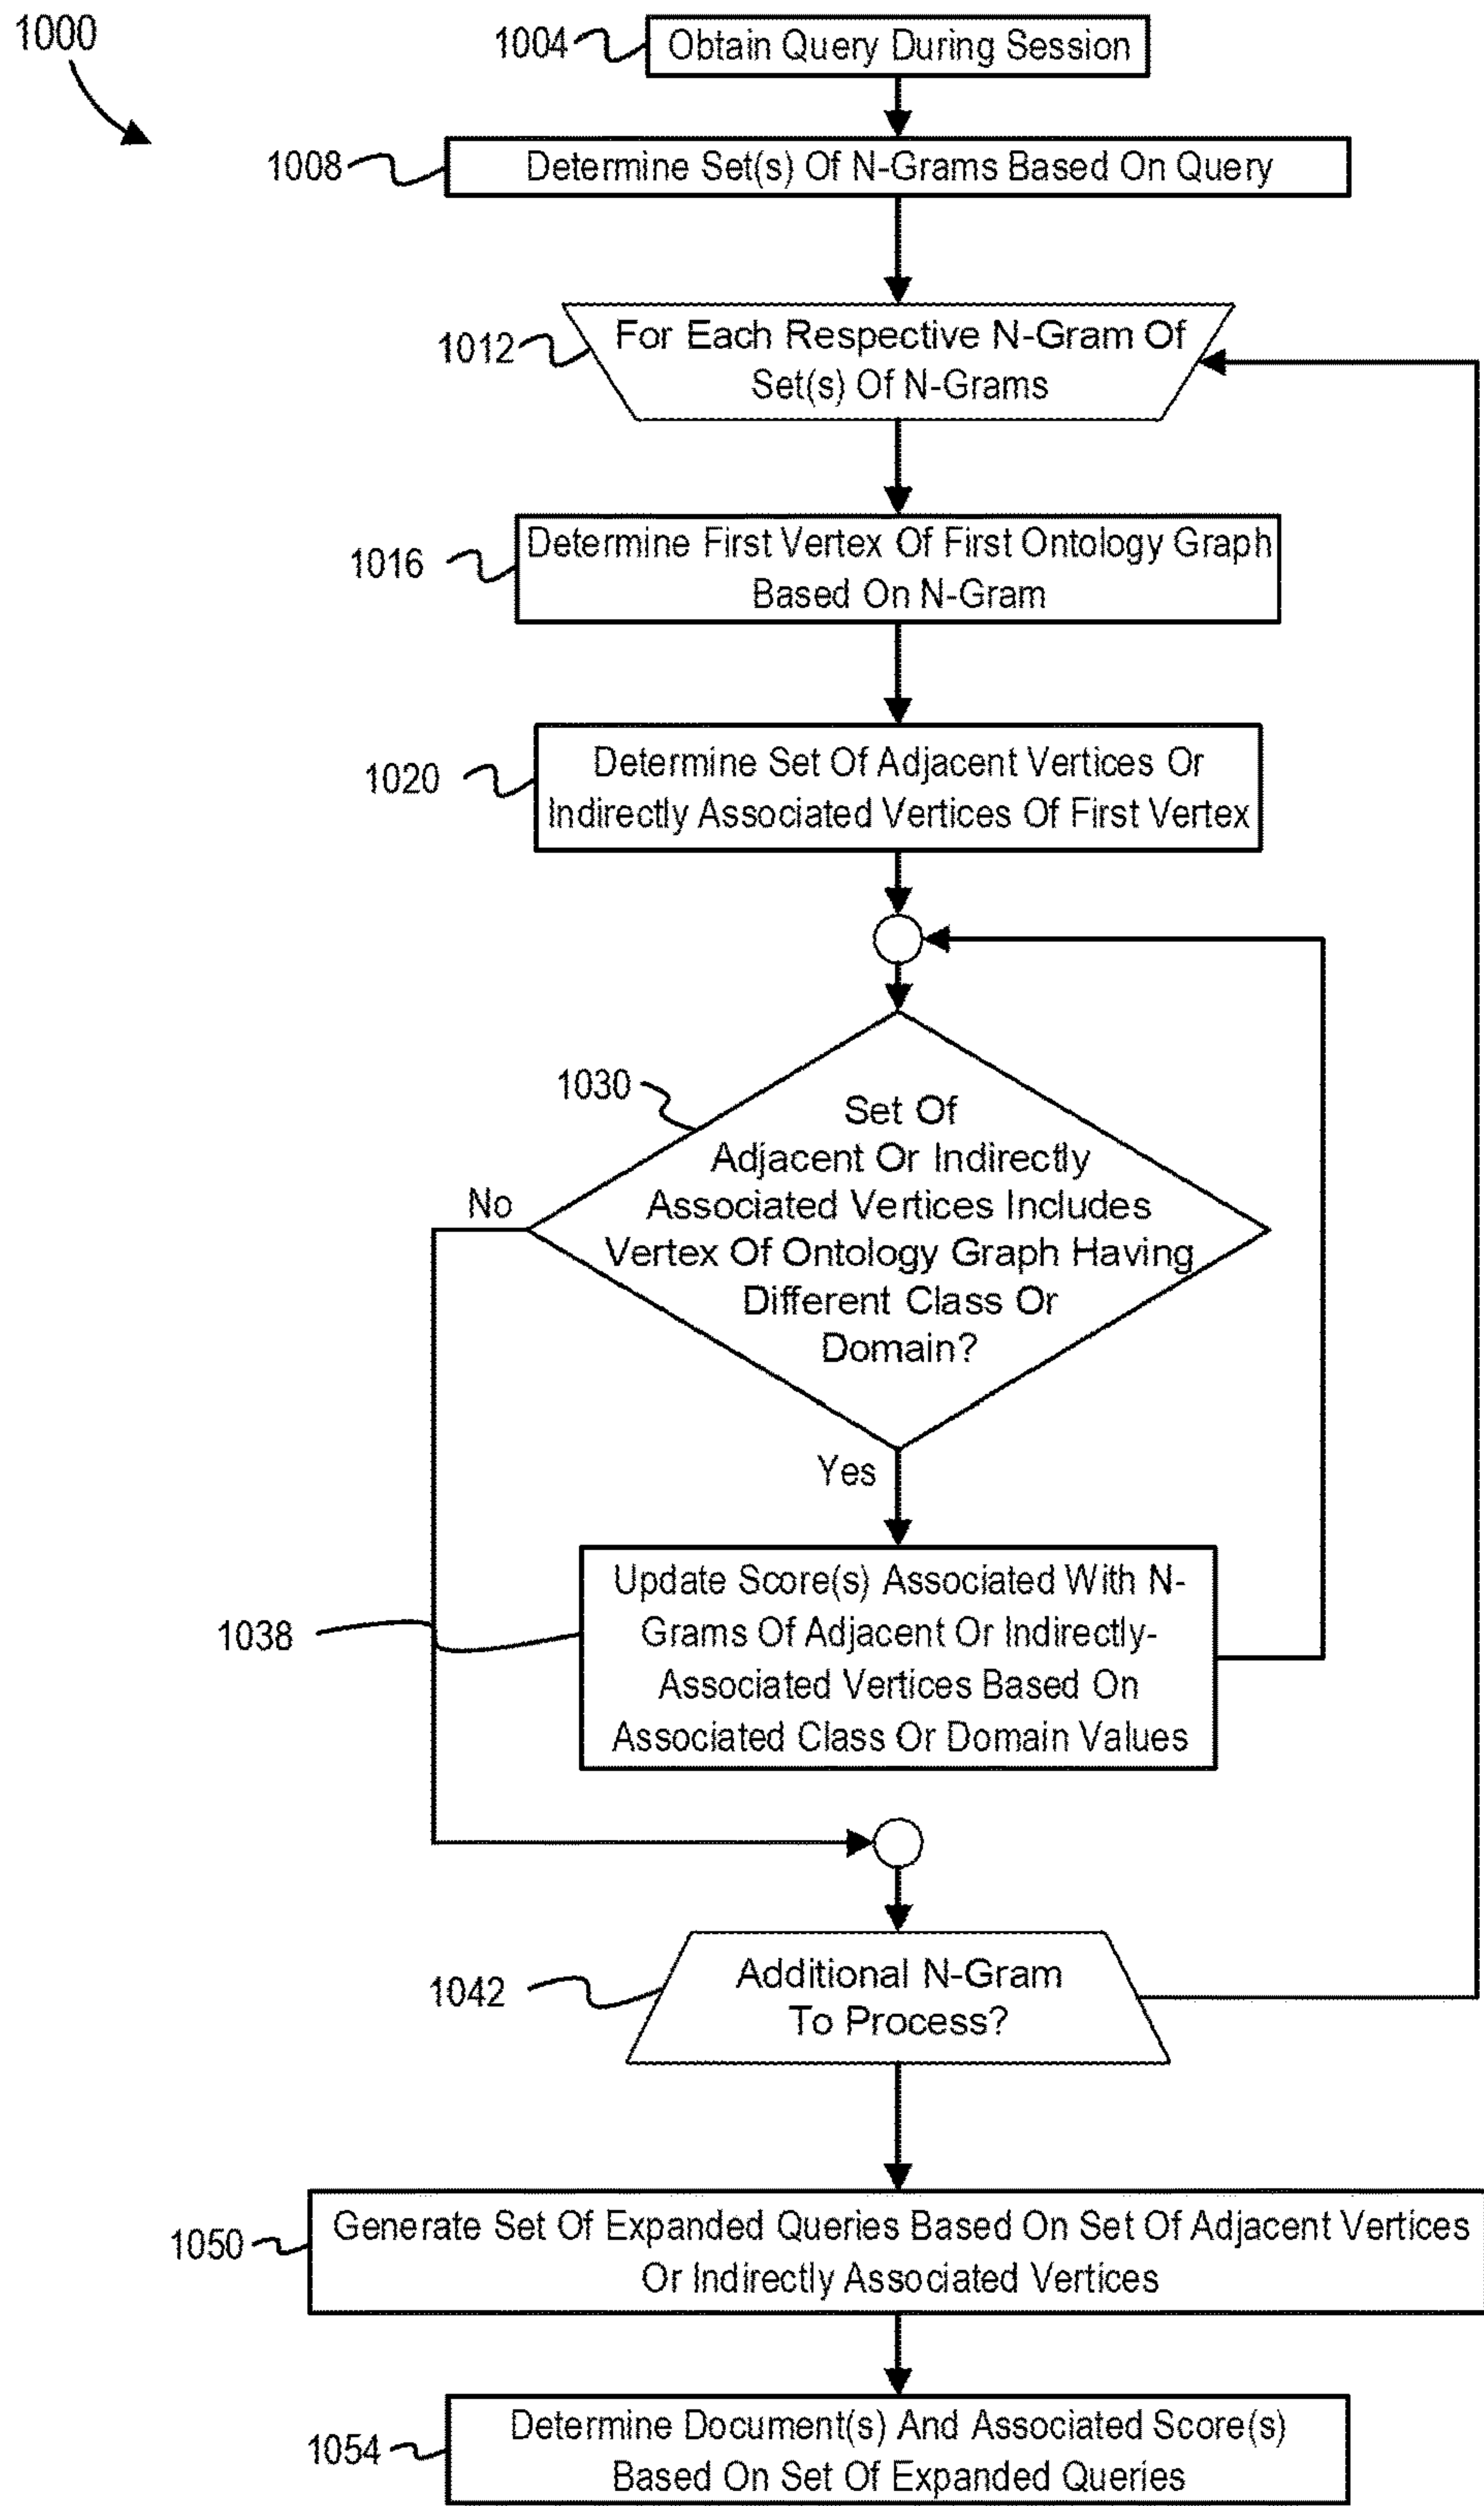 1000
1004
Obtain Query During Session
1008
Determine Set(s) Of N-Grams Based On Query
1012
For Each Respective N-Gram Of
Set(s) Of N-Grams
1016
Determine First Vertex Of First Ontology Graph
Based On N-Gram
1020
Determine Set Of Adjacent Vertices Or
Indirectly Associated Vertices Of First Vertex
1030
Set Of
Adjacent Or Indirectly
Associated Vertices Includes
Vertex Of Ontology Graph Having
Different Class Or
Domain?
No
Yes
1038
Update Score(s) Associated With N-
Grams Of Adjacent Or Indirectly-
Associated Vertices Based On
Associated Class Or Domain Values
1042
Additional N-Gram
To Process?
1050
Generate Set Of Expanded Queries Based On Set Of Adjacent Vertices
Or Indirectly Associated Vertices
1054
Determine Document(s) And Associated Score(s)
Based On Set Of Expanded Queries